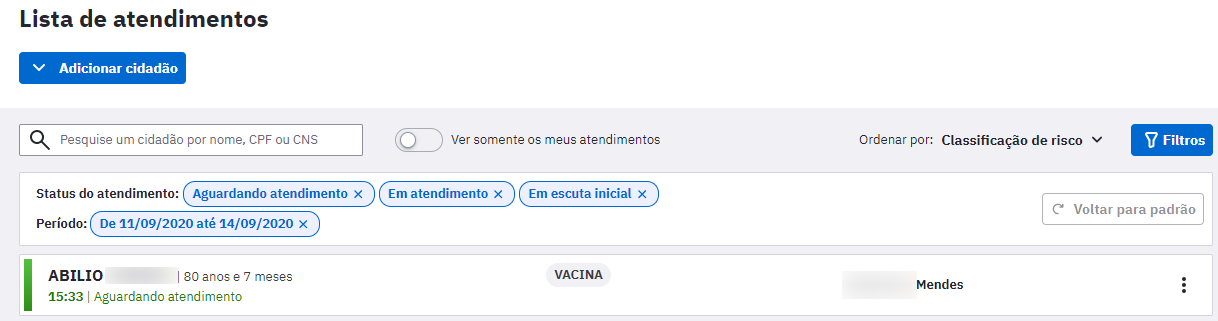 Lista de atendimentos
Adicionar cidadão
Pesquise um cidadão por nome, CPF ou CNS
Ver somente os meus atendimentos
Ordenar por: Classificação de risco
Filtros
Status do atendimento: Aguardando atendimento × Em atendimento × Em escuta inicial ×
Período: De 11/09/2020 até 14/09/2020 ×
Voltar para padrão
ABILIO | 80 anos e 7 meses
15:33 | Aguardando atendimento
VACINA
Mendes